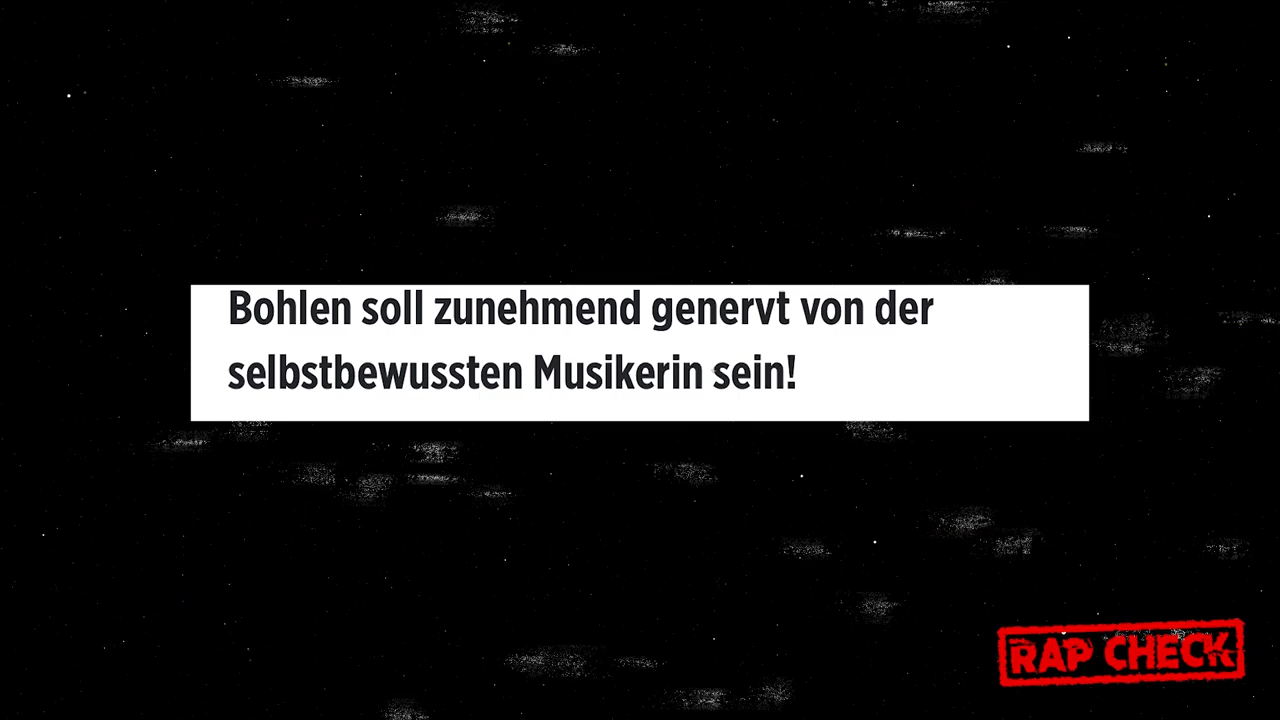 Bohlen soll zunehmend genervt von der
selbstbewussten Musikerin sein!
RAP CHECK